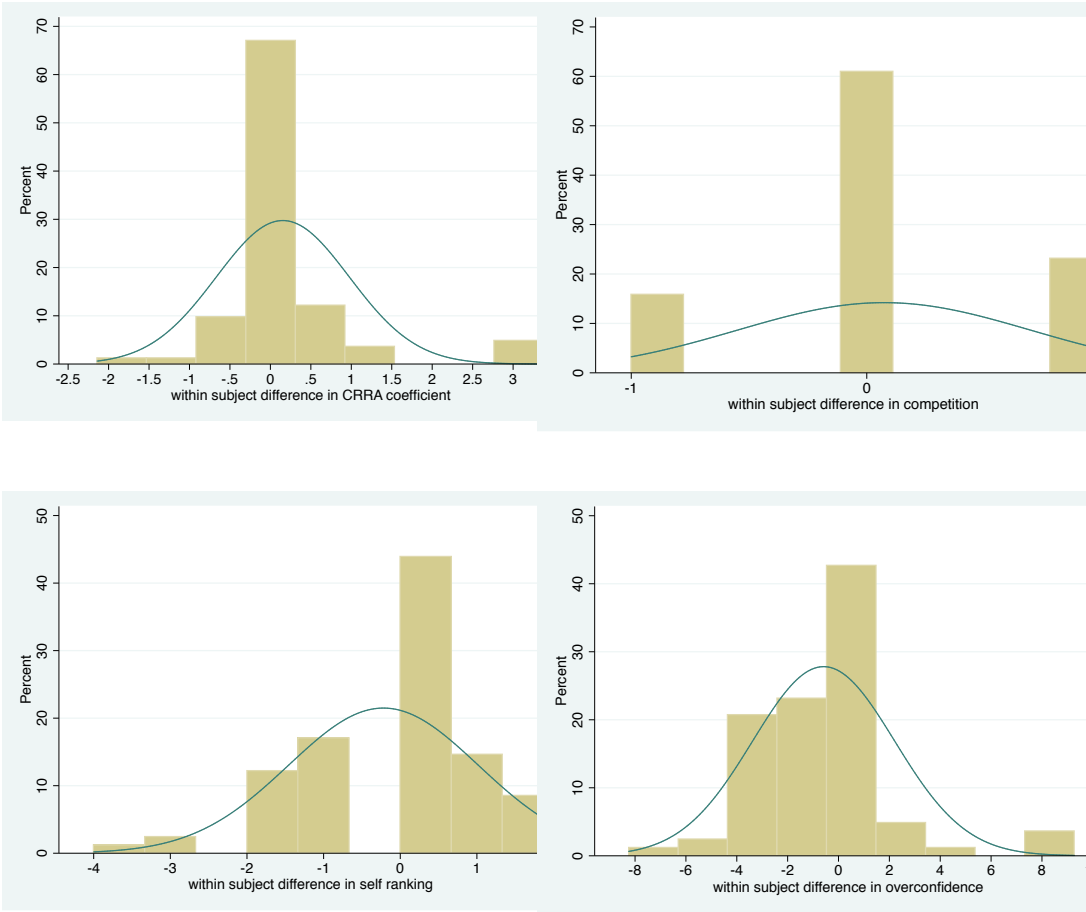 70
60
50
40
30
20
10
0
Percent
-2.5 -2 -1.5 -1 -.5 0 .5 1 1.5 2 2.5 3
within subject difference in CRRA coefficient
70
60
50
40
30
20
10
0
Percent
-1 0
within subject difference in competition
50
40
30
20
10
0
Percent
-4 -3 -2 -1 0 1
within subject difference in self ranking
50
40
30
20
10
0
Percent
-8 -6 -4 -2 0 2 4 6 8
within subject difference in overconfidence